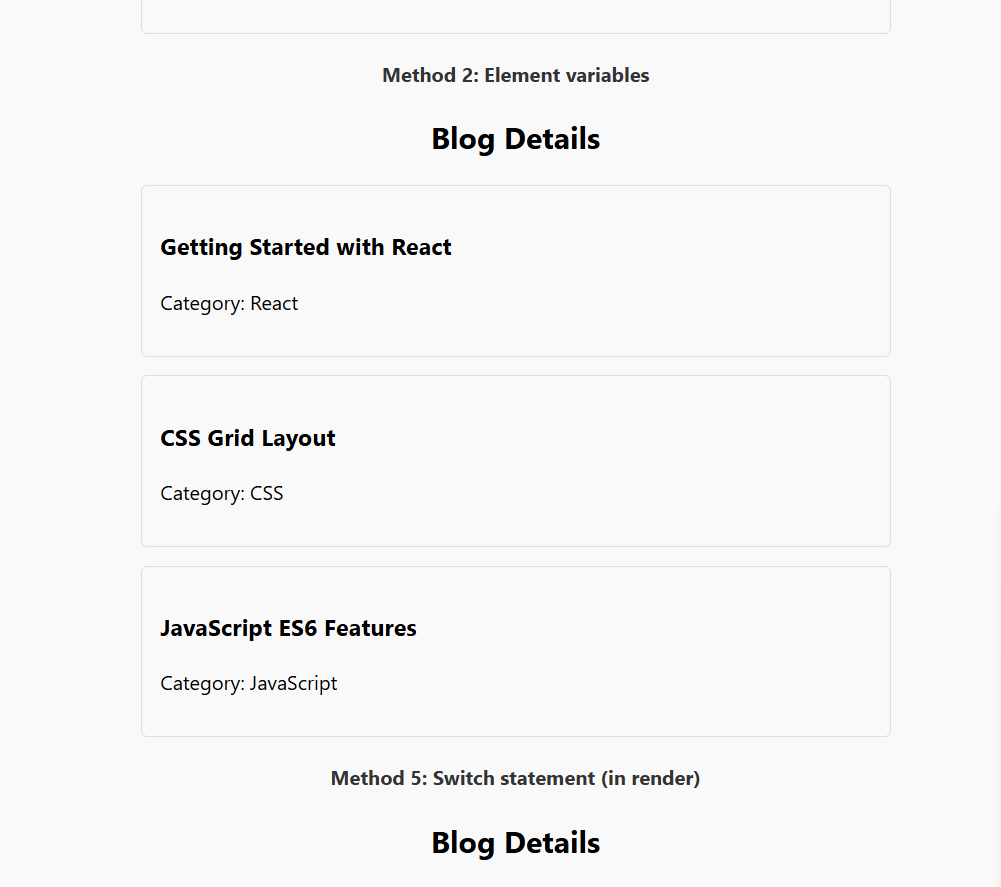 Method 2: Element variables
Blog Details
Getting Started with React
Category: React
CSS Grid Layout
Category: CSS
JavaScript ES6 Features
Category: JavaScript
Method 5: Switch statement (in render)
Blog Details